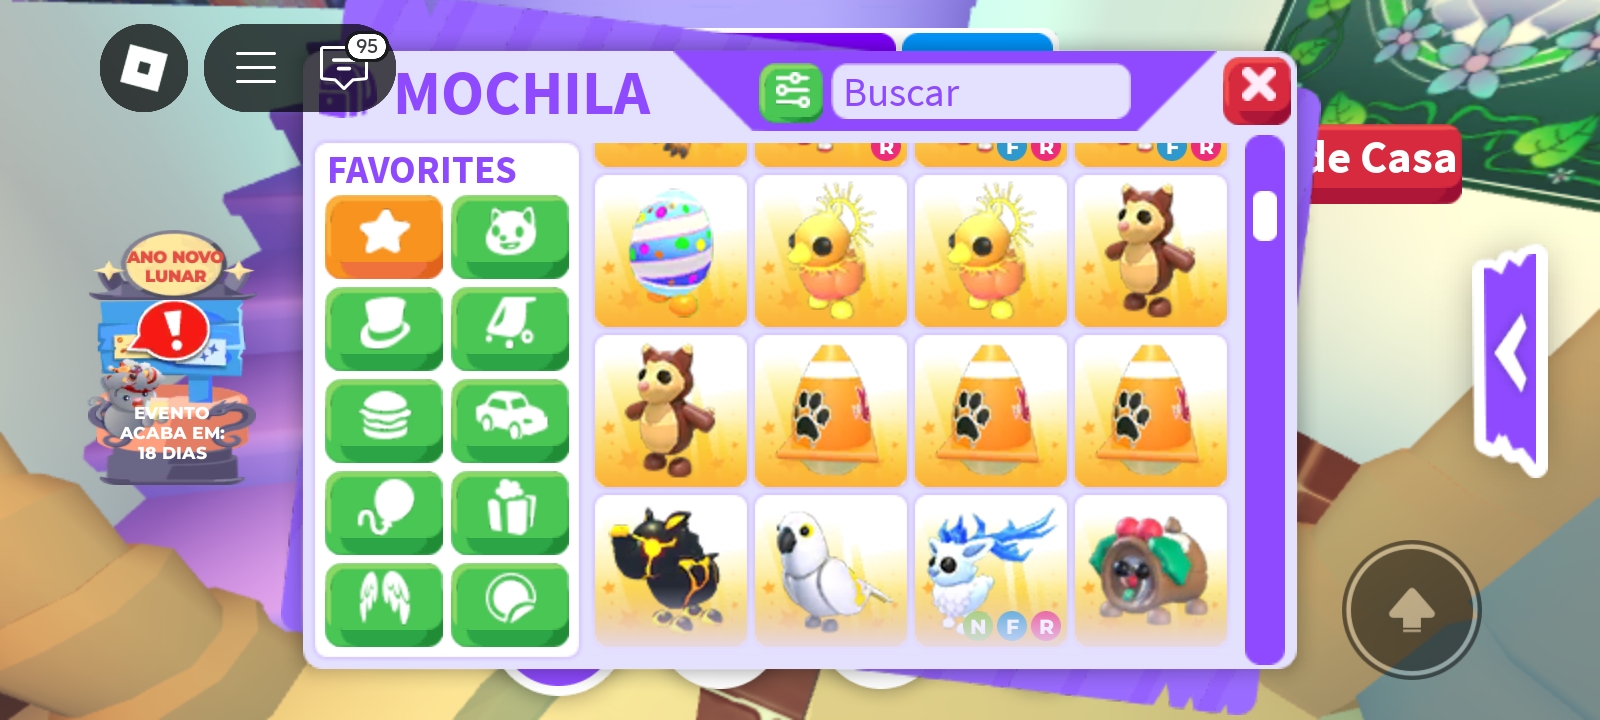 95
MOCHILA
Buscar
de Casa
FAVORITES
R
F R
F R
ANO NOVO
LUNAR
!
EVENTO
ACABA EM:
18 DIAS
N F R